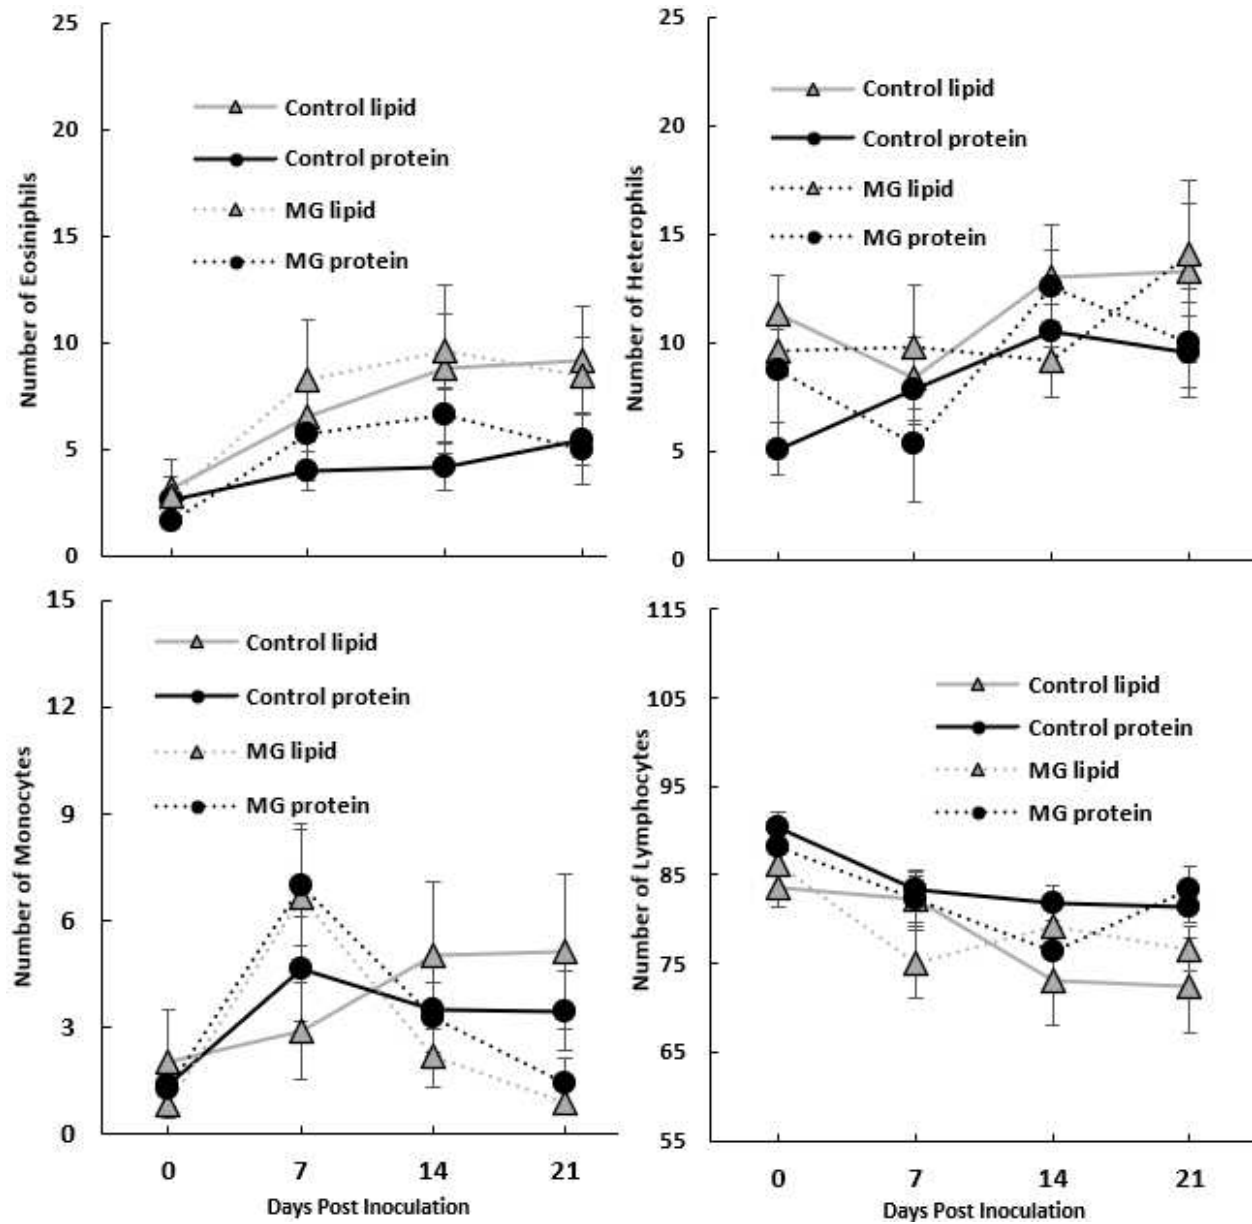 25
20
15
10
5
0
Number of Eosiniphils
Control lipid
Control protein
MG lipid
MG protein
25
20
15
10
5
0
Number of Heterophils
Control lipid
Control protein
MG lipid
MG protein
15
12
9
6
3
0
Number of Monocytes
Control lipid
Control protein
MG lipid
MG protein
0 7 14 21
Days Post Inoculation
115
105
95
85
75
65
55
Number of Lymphocytes
Control lipid
Control protein
MG lipid
MG protein
0 7 14 21
Days Post Inoculation